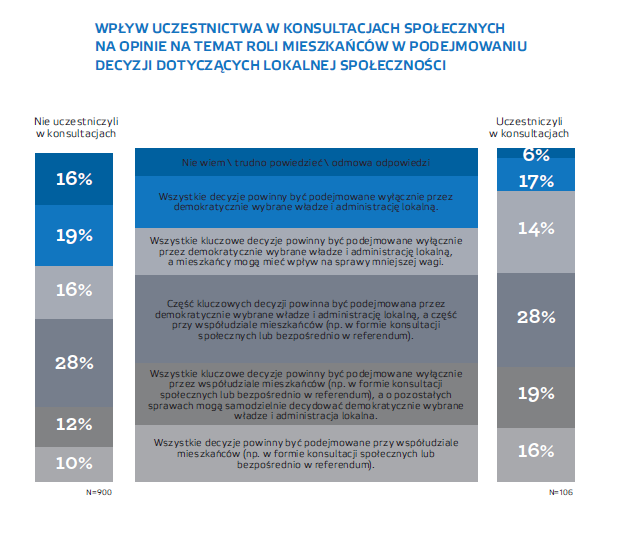 WPŁYW UCZESTNICTWA W KONSULTACJACH SPOŁECZNYCH
NA OPINIE NA TEMAT ROLI MIESZKAŃCÓW W PODEJMOWANIU
DECYZJI DOTYCZĄCYCH LOKALNEJ SPOŁECZNOŚCI
Nie uczestniczyli
w konsultacjach
16%
19%
16%
28%
12%
10%
N=900
Nie wiem \ trudno powiedzieć \ odmowa odpowiedzi
Wszystkie decyzje powinny być podejmowane wyłącznie przez
demokratycznie wybrane władze i administrację lokalną.
Wszystkie kluczowe decyzje powinny być podejmowane wyłącznie
przez demokratycznie wybrane władze i administrację lokalną,
a mieszkańcy mogą mieć wpływ na sprawy mniejszej wagi.
Część kluczowych decyzji powinna być podejmowana przez
demokratycznie wybrane władze i administrację lokalną, a część
przy współudziale mieszkańców (np. w formie konsultacji
społecznych lub bezpośrednio w referendum).
Wszystkie kluczowe decyzje powinny być podejmowane wyłącznie
przez współudziale mieszkańców (np. w formie konsultacji
społecznych lub bezpośrednio w referendum), a o pozostałych
sprawach mogą samodzielnie decydować demokratycznie wybrane
władze i administracja lokalna.
Wszystkie decyzje powinny być podejmowane przy współudziale
mieszkańców (np. w formie konsultacji społecznych lub
bezpośrednio w referendum).
Uczestniczyli
w konsultacjach
6%
17%
14%
28%
19%
16%
N=106